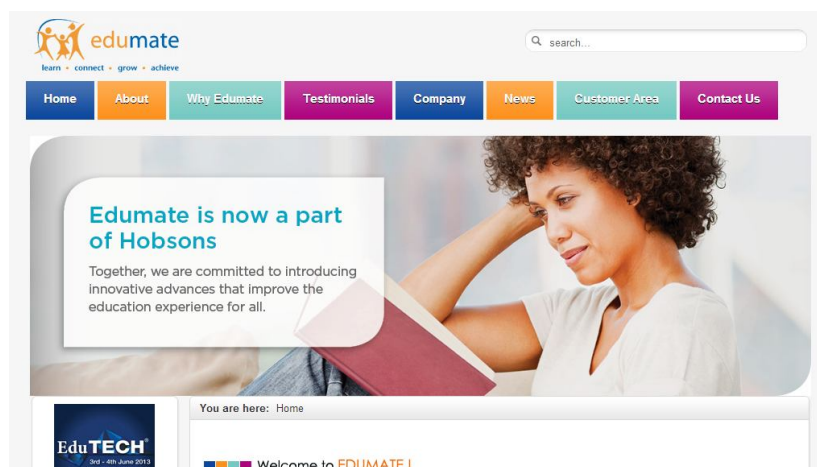 edumate
learn • connect • grow • achieve
search...
Home About Why Edumate Testimonials Company News Customer Area Contact Us
Edumate is now a part
of Hobsons
Together, we are committed to introducing
innovative advances that improve the
education experience for all.
You are here: Home
EduTECH
3rd - 4th June 2013
Welcome to EDUMATE !